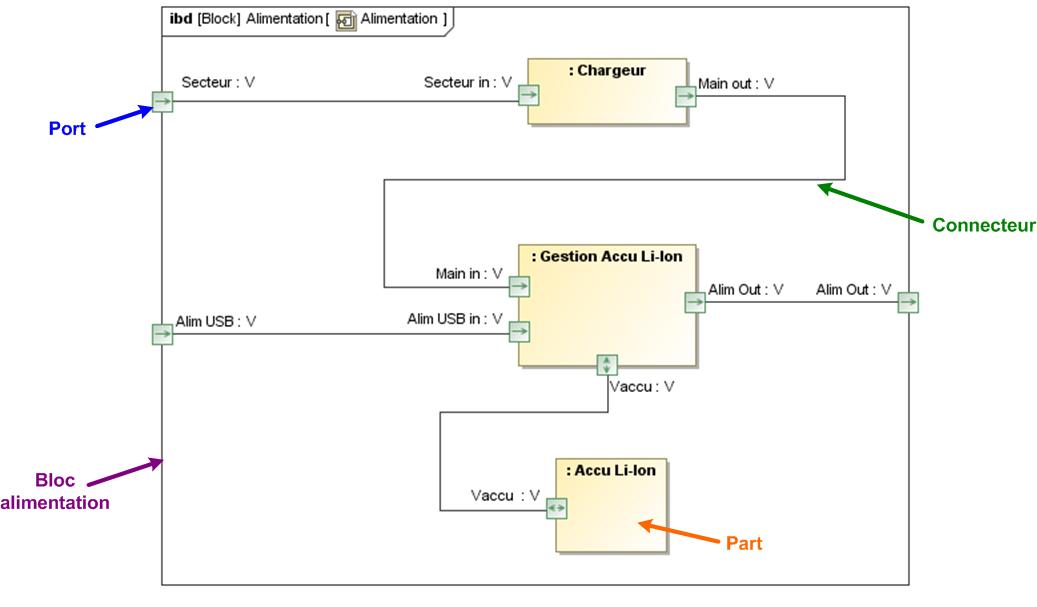 ibd [Block] Alimentation [ Alimentation ]
Secteur : V
Secteur in : V
: Chargeur
Main out : V
Port
Connecteur
: Gestion Accu Li-Ion
Main in : V
Alim Out : V
Alim Out : V
Alim USB : V
Alim USB in : V
Vaccu : V
Bloc
alimentation
: Accu Li-Ion
Vaccu : V
Part